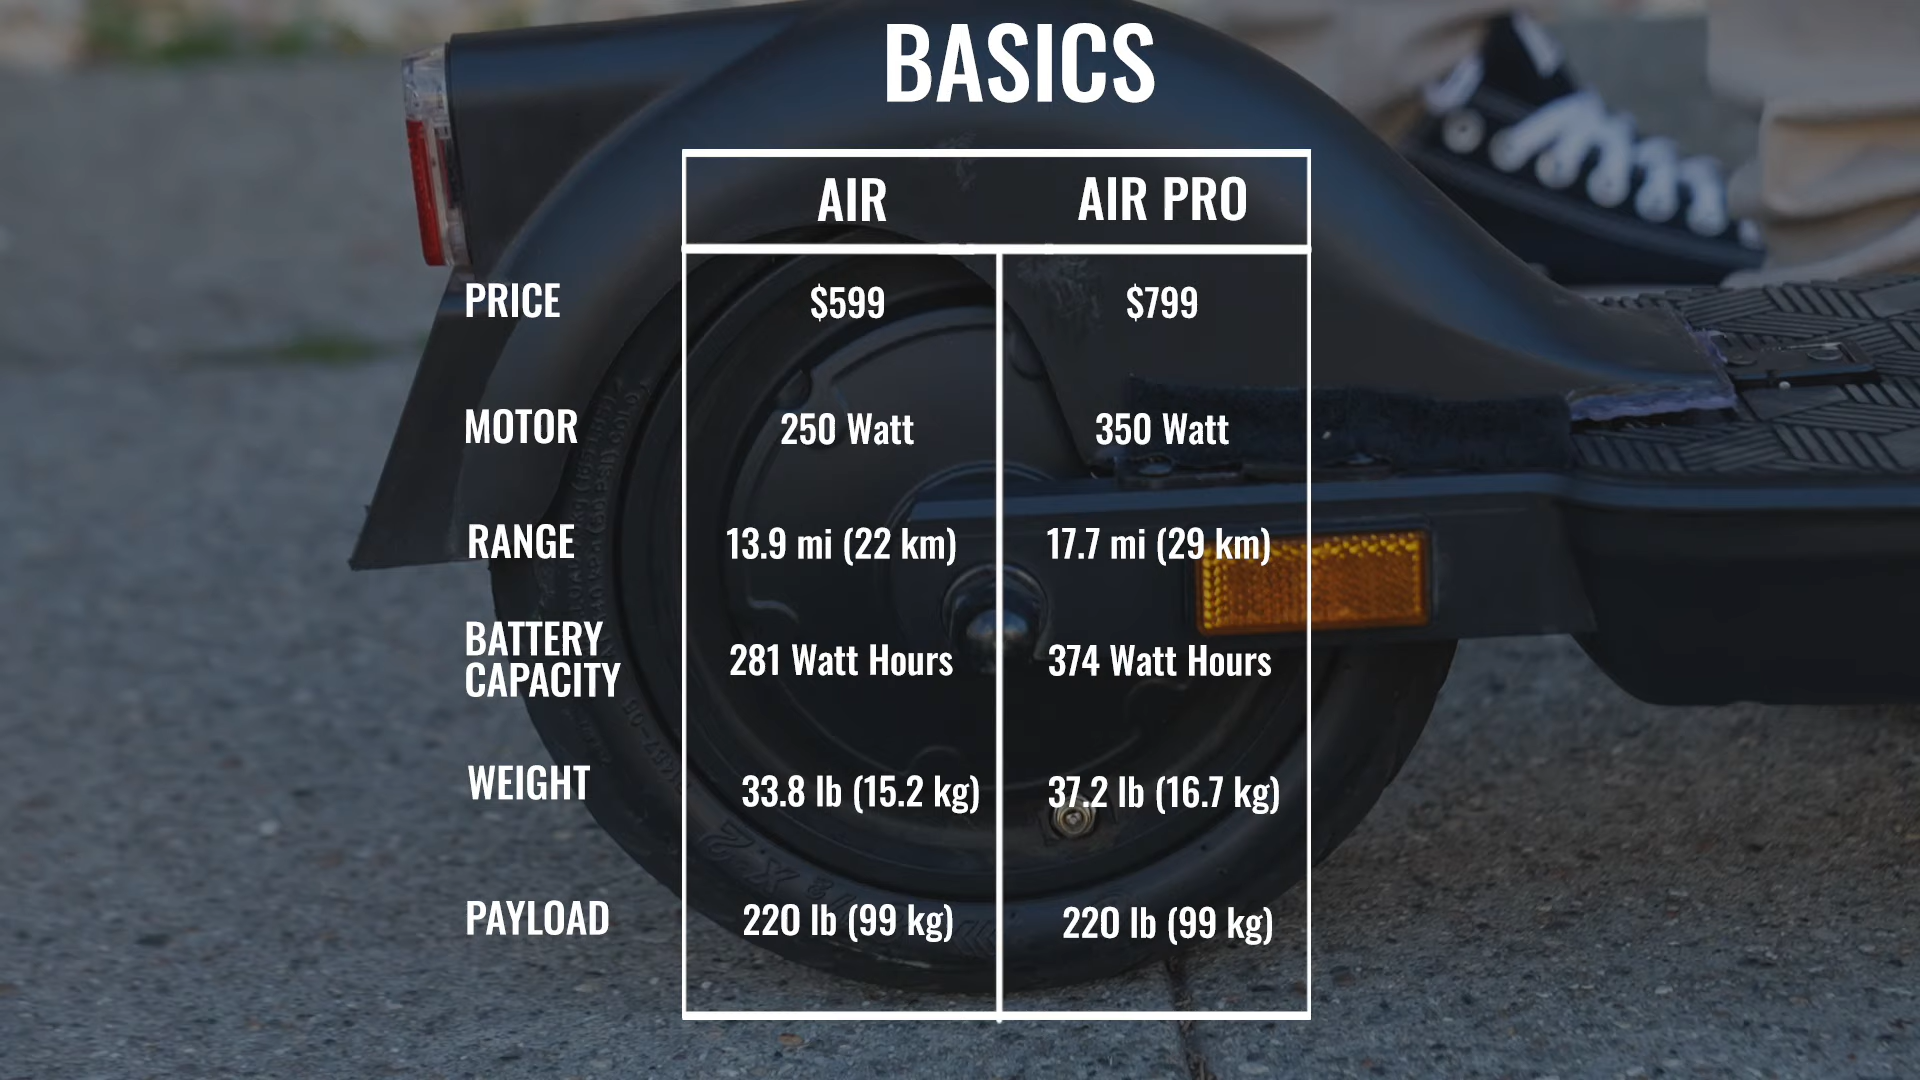 BASICS
AIR AIR PRO
PRICE $599 $799
MOTOR 250 Watt 350 Watt
RANGE 13.9 mi (22 km) 17.7 mi (29 km)
BATTERY
CAPACITY 281 Watt Hours 374 Watt Hours
WEIGHT 33.8 lb (15.2 kg) 37.2 lb (16.7 kg)
PAYLOAD 220 lb (99 kg) 220 lb (99 kg)